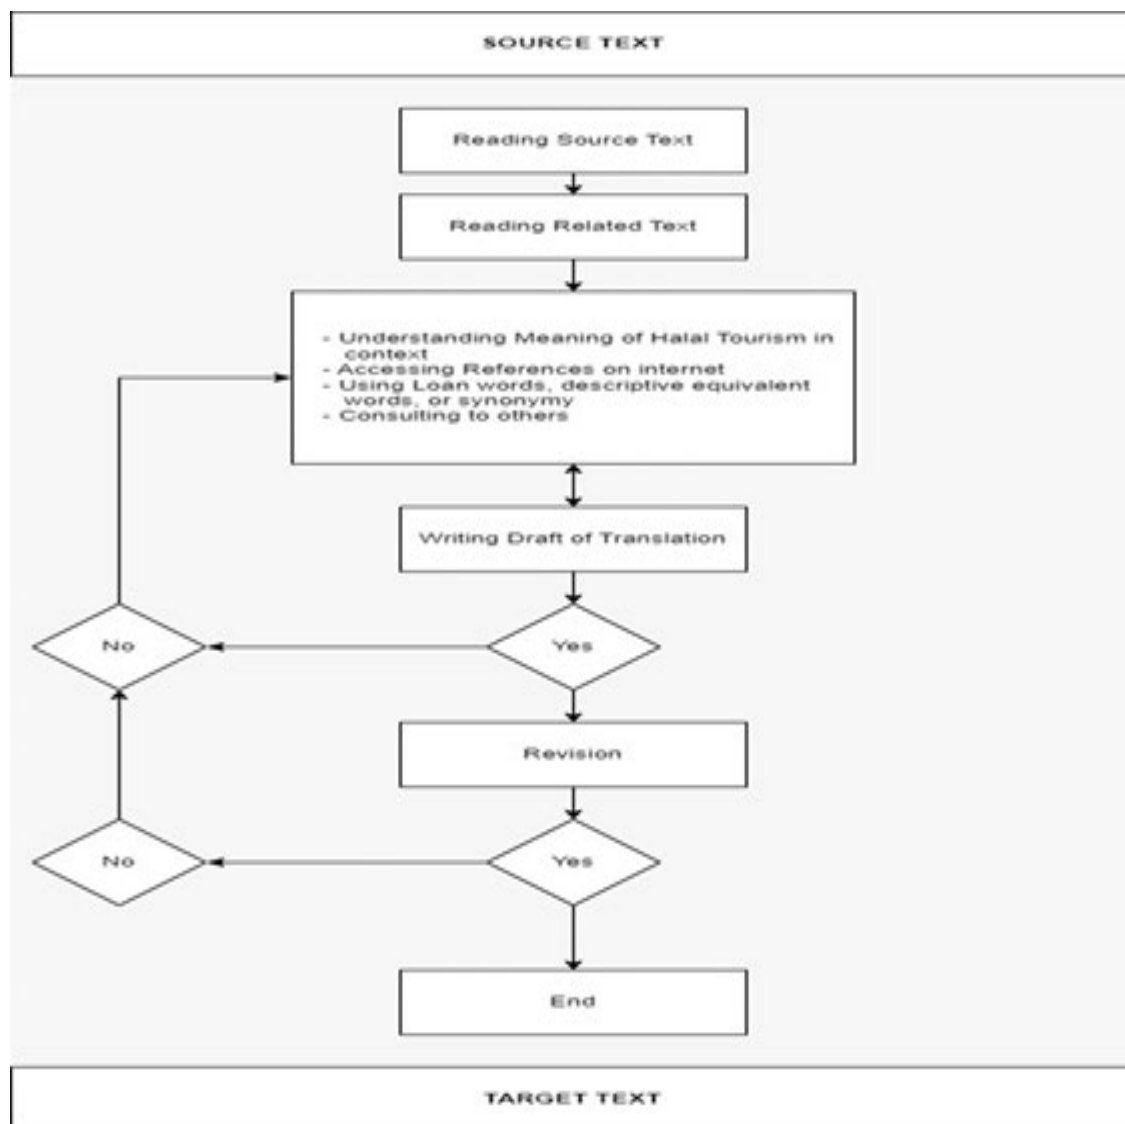 SOURCE TEXT
Reading Source Text
Reading Related Text
- Understanding Meaning of Halal Tourism in
context
- Accessing References on internet
- Using Loan words, descriptive equivalent
words, or synonymy
- Consulting to others
Writing Draft of Translation
No
Yes
Revision
No
Yes
End
TARGET TEXT